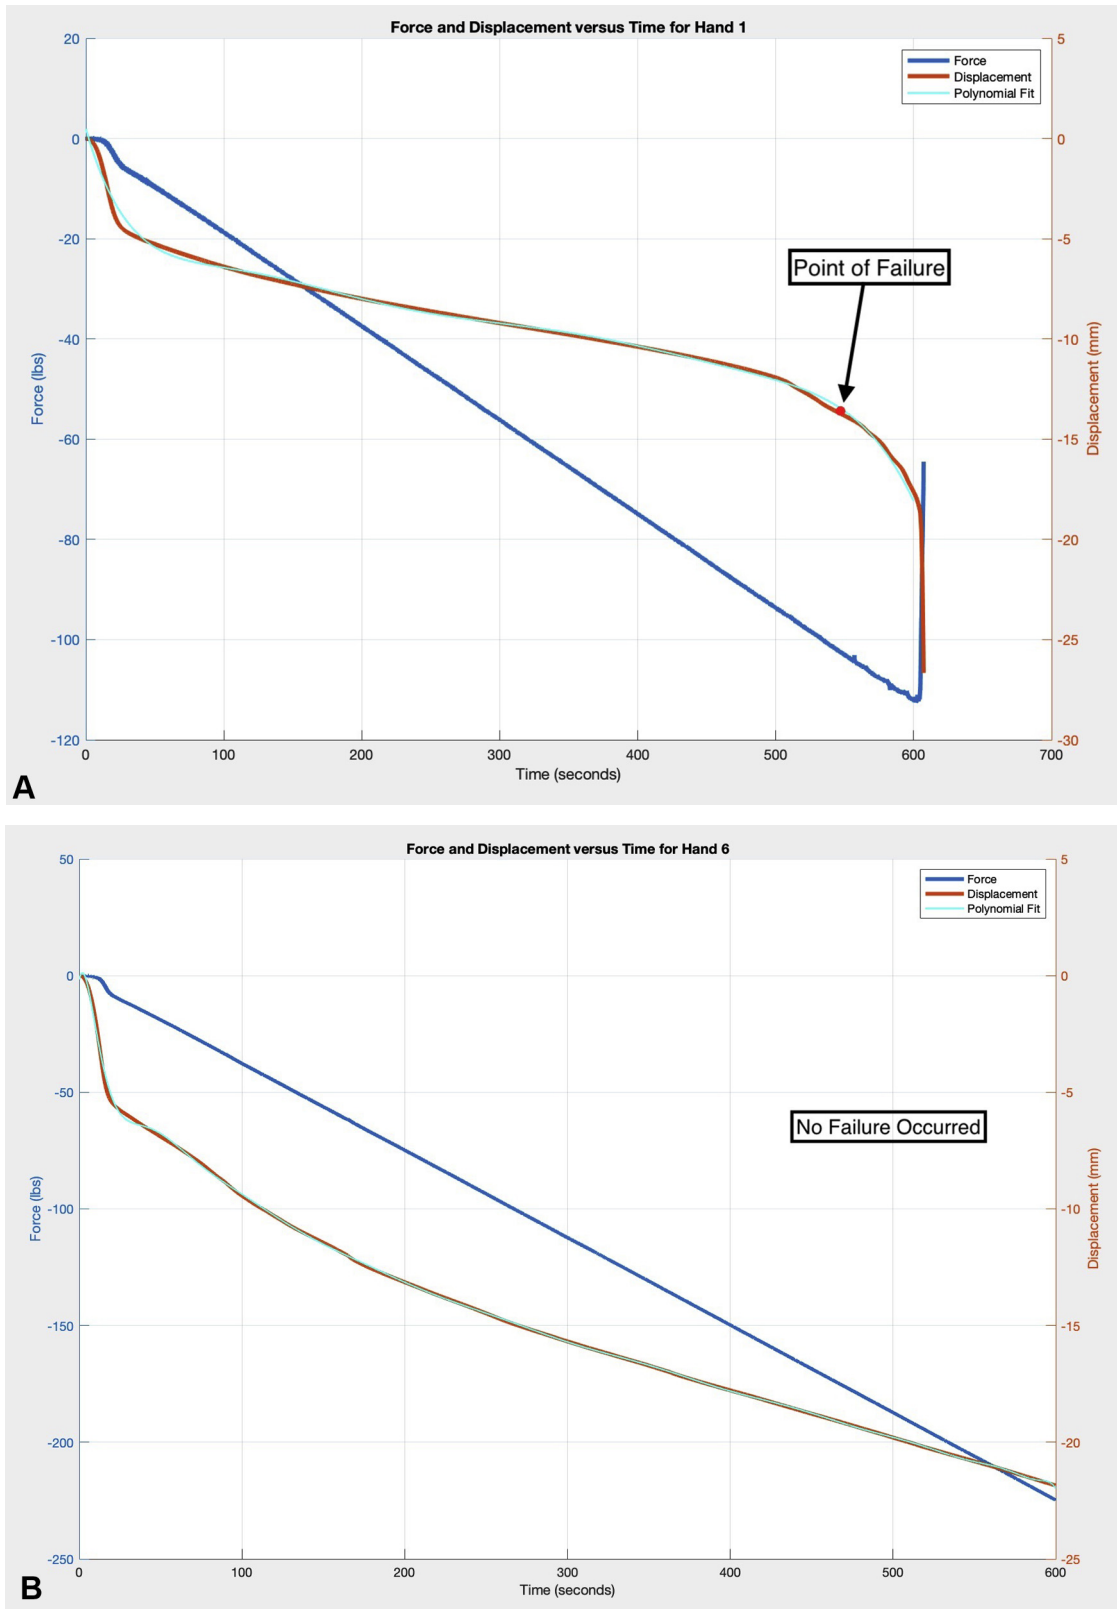 Force and Displacement versus Time for Hand 1
Force
Displacement
Polynomial Fit
20
0
-20
-40
-60
-80
-100
-120
Force (lbs)
5
0
-5
-10
-15
-20
-25
-30
Displacement (mm)
Point of Failure
0 100 200 300 400 500 600 700
Time (seconds)
A
Force and Displacement versus Time for Hand 6
Force
Displacement
Polynomial Fit
50
0
-50
-100
-150
-200
-250
Force (lbs)
5
0
-5
-10
-15
-20
-25
Displacement (mm)
No Failure Occurred
0 100 200 300 400 500 600
Time (seconds)
B